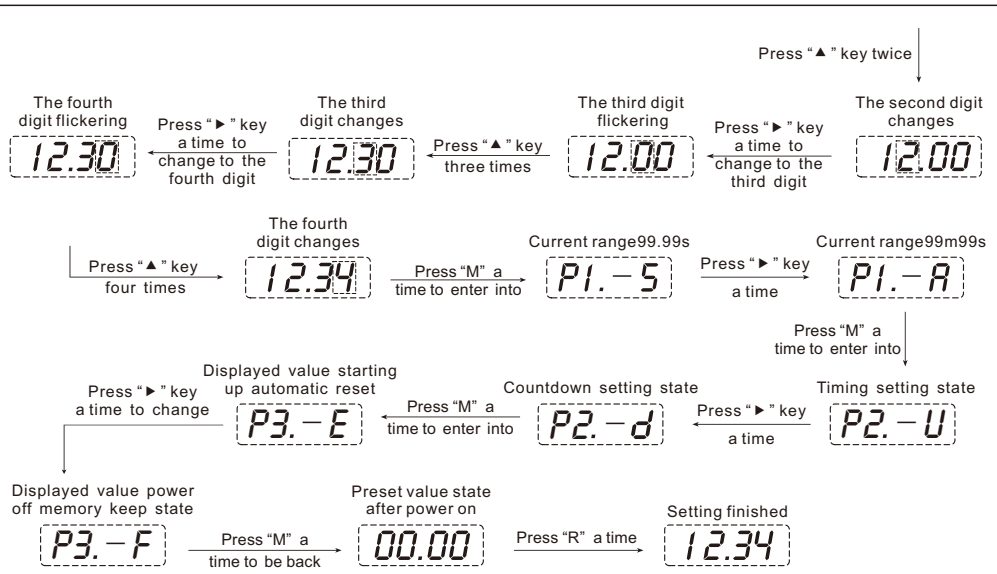 Press “▲” key twice
The fourth
digit flickering
12.30
Press “▶” key
a time to
change to the
fourth digit
The third
digit changes
12.30
Press “▲” key
three times
The third digit
flickering
12.00
Press “▶” key
a time to
change to the
third digit
The second digit
changes
12.00
Press “▲” key
four times
The fourth
digit changes
12.34
Press “M” a
time to enter into
Current range99.99s
P1.-S
Press “▶” key
a time
Current range99m99s
P1.-A
Press “M” a
time to enter into
Timing setting state
P2.-U
Press “▶” key
a time
Countdown setting state
P2.-d
Press “M” a
time to enter into
Displayed value starting
up automatic reset
P3.-E
Press “▶” key
a time to change
Displayed value power
off memory keep state
P3.-F
Press “M” a
time to be back
Preset value state
after power on
00.00
Press “R” a time
Setting finished
12.34